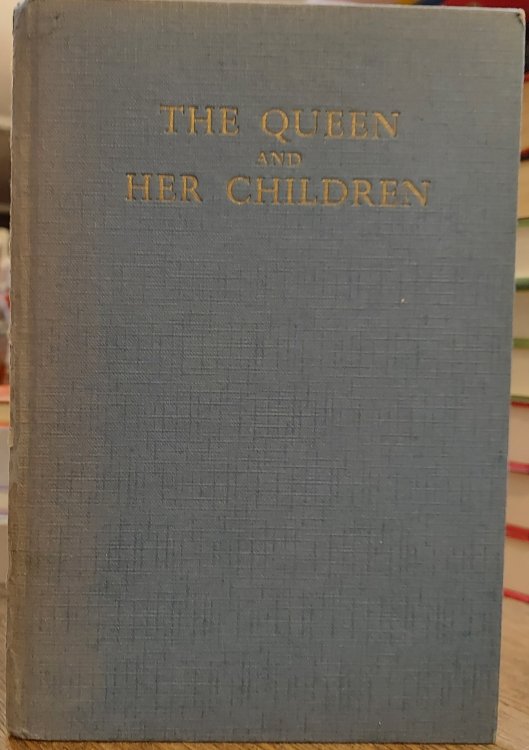 THE QUEEN
AND
HER CHILDREN